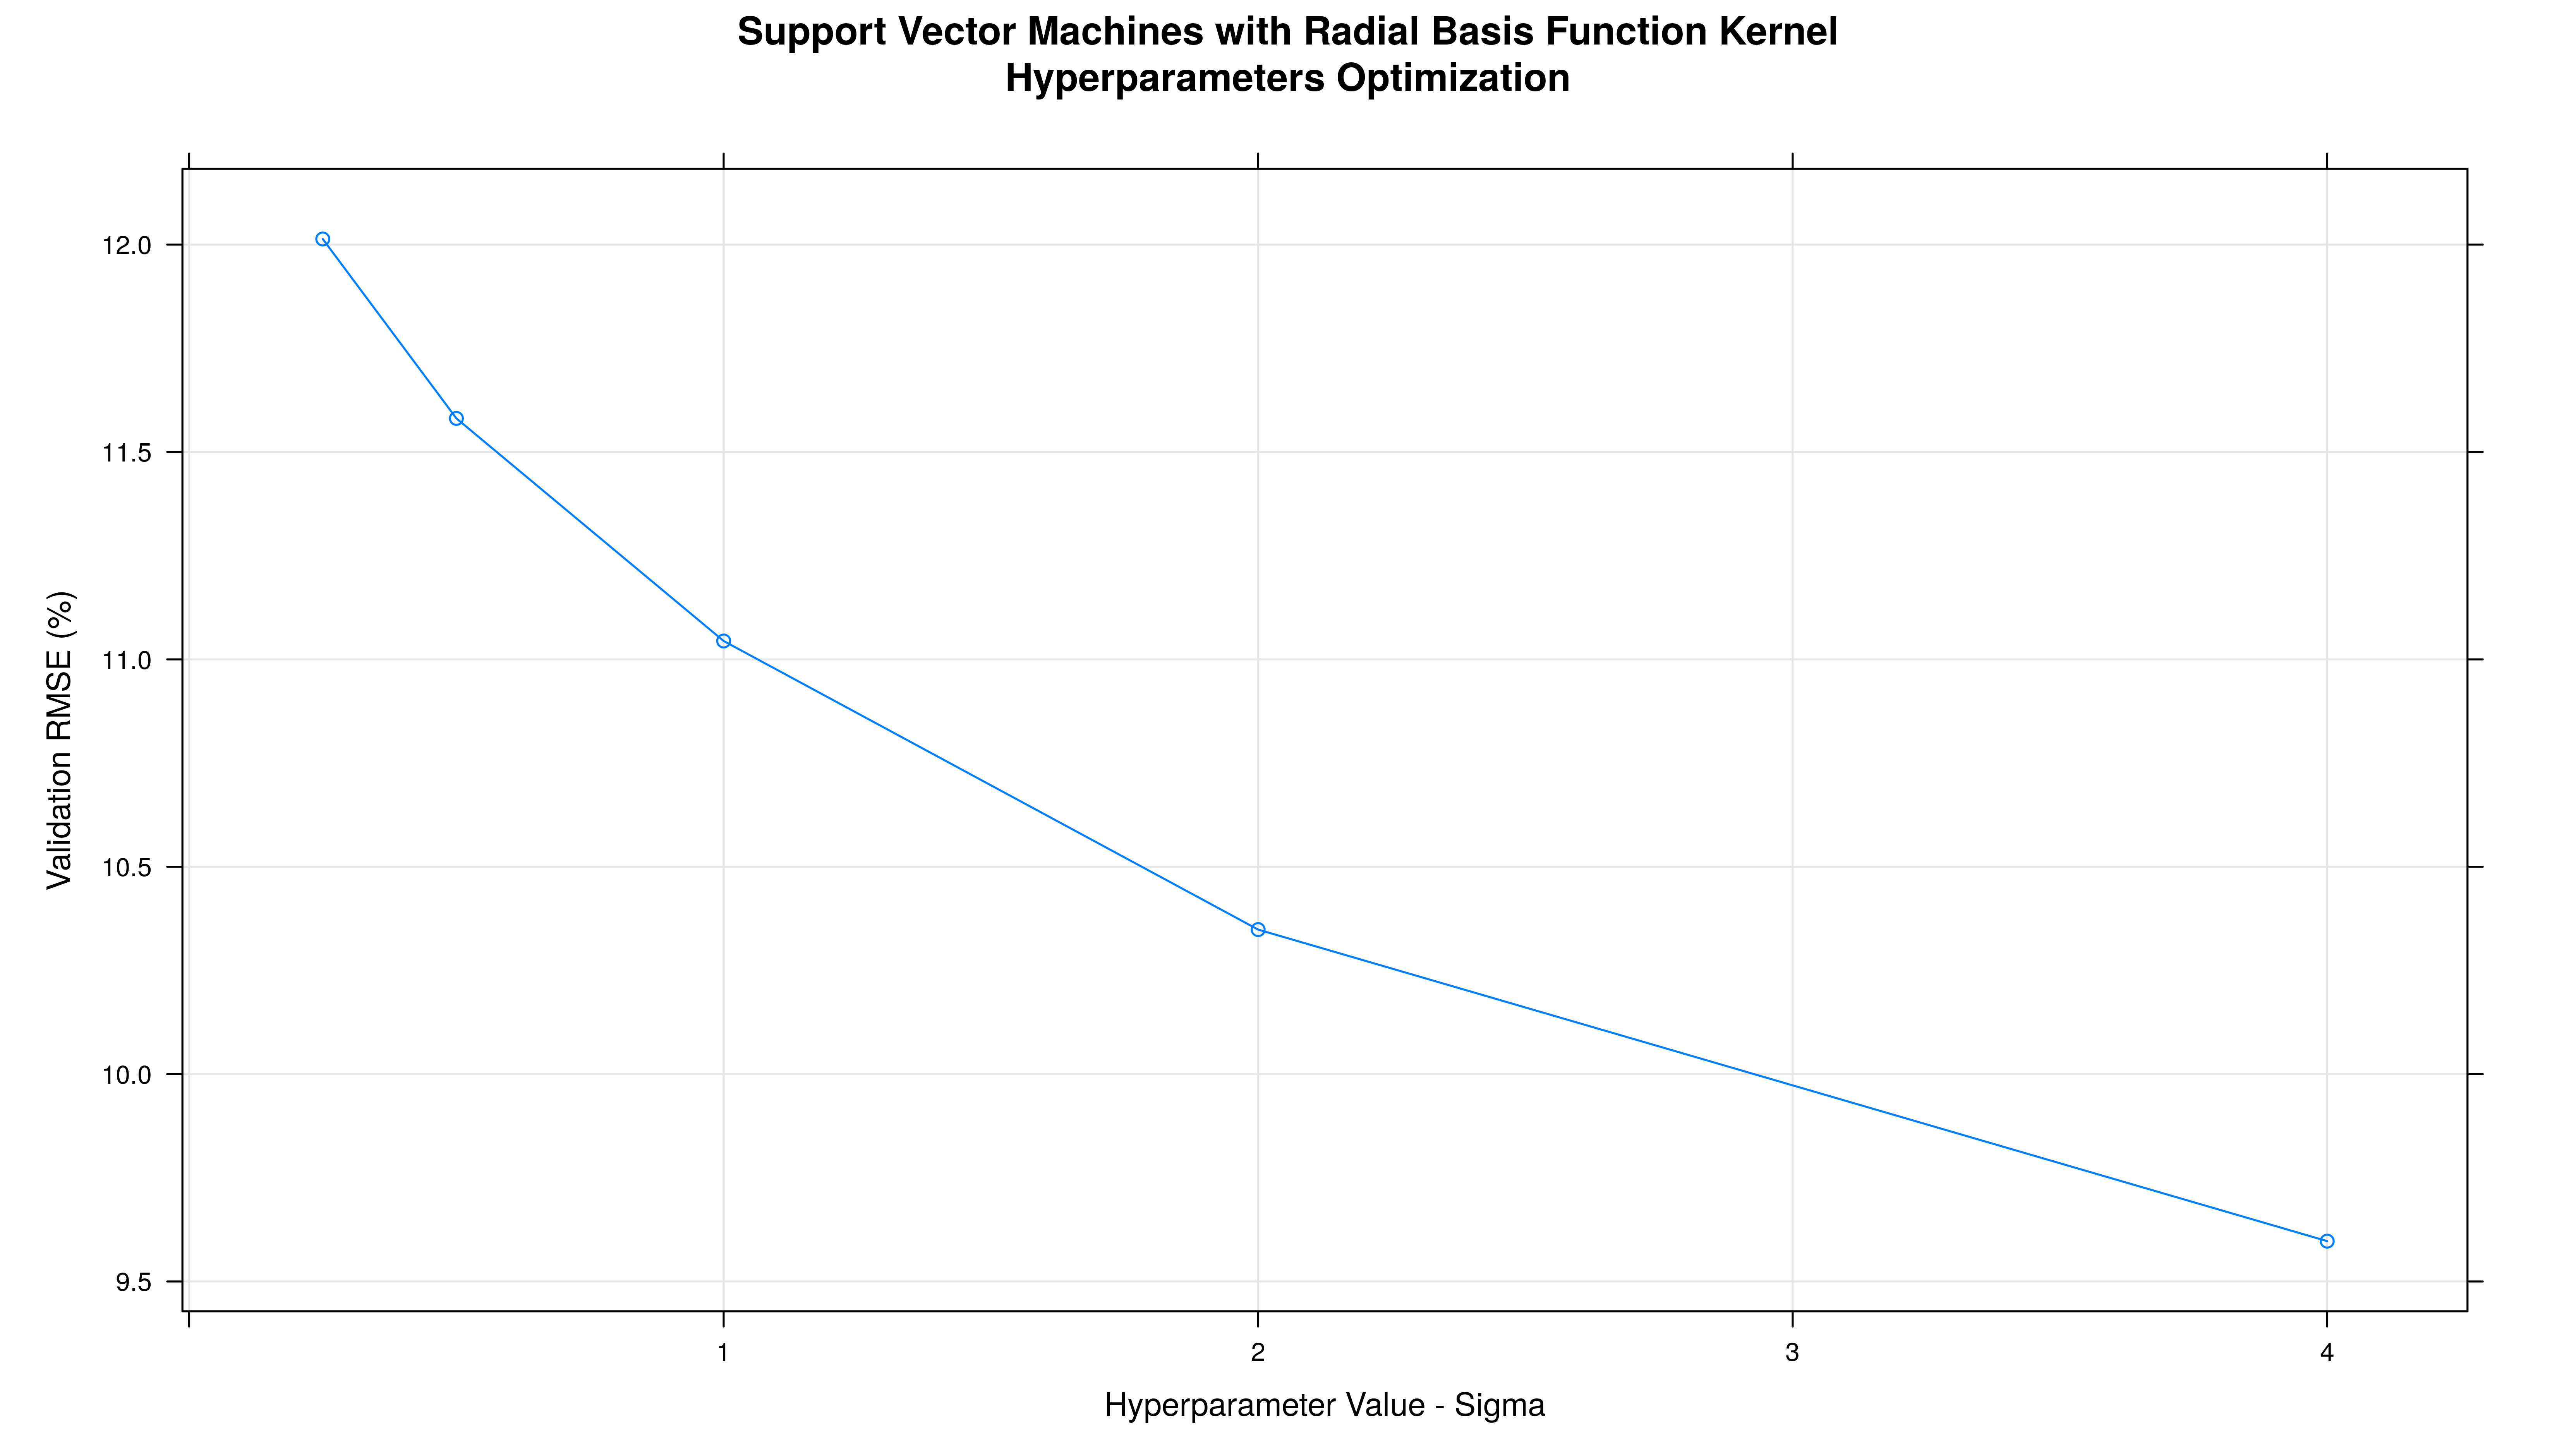 Support Vector Machines with Radial Basis Function Kernel
Hyperparameters Optimization
Validation RMSE (%)
12.0
11.5
11.0
10.5
10.0
9.5
1
2
3
4
Hyperparameter Value - Sigma